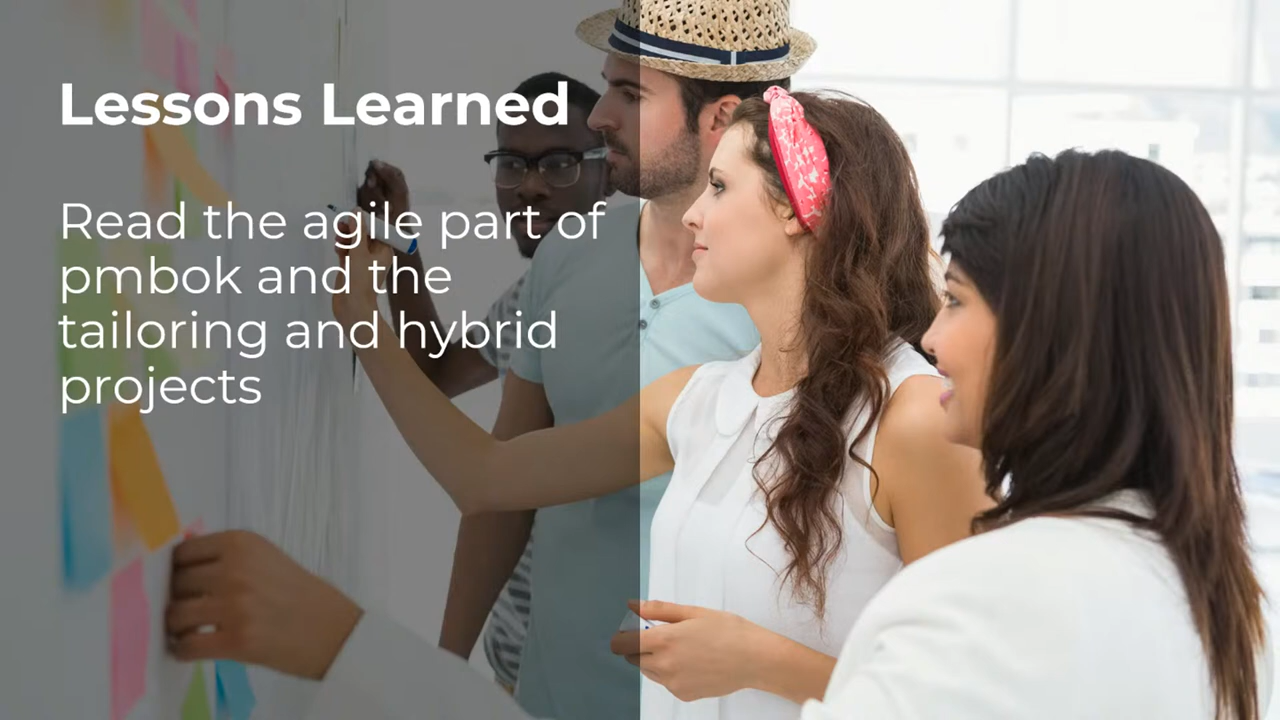 Lessons Learned
Read the agile part of
pmbok and the
tailoring and hybrid
projects